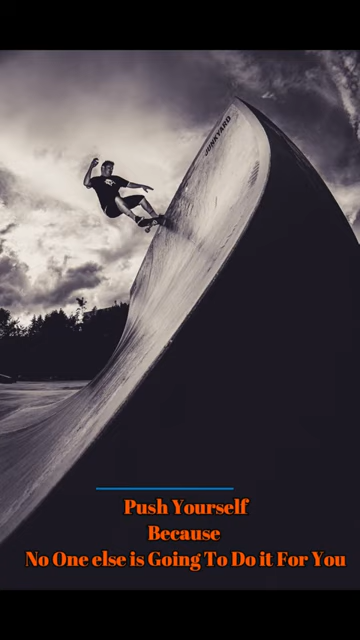 JUNKYARD
Push Yourself
Because
No One else is Going To Do it For You